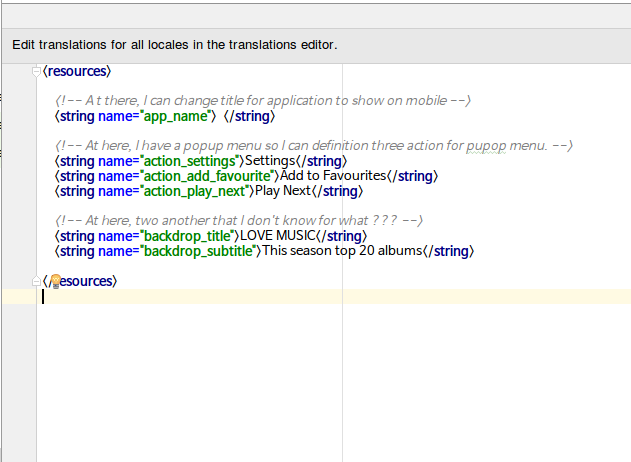 Edit translations for all locales in the translations editor.
<resources>
<!-- A t there, I can change title for application to show on mobile -->
<string name="app_name"> </string>
<!-- At here, I have a popup menu so I can definition three action for pupop menu. -->
<string name="action_settings">Settings</string>
<string name="action_add_favourite">Add to Favourites</string>
<string name="action_play_next">Play Next</string>
<!-- At here, two another that I don't know for what ? ? ? -->
<string name="backdrop_title">LOVE MUSIC</string>
<string name="backdrop_subtitle">This season top 20 albums</string>
</resources>